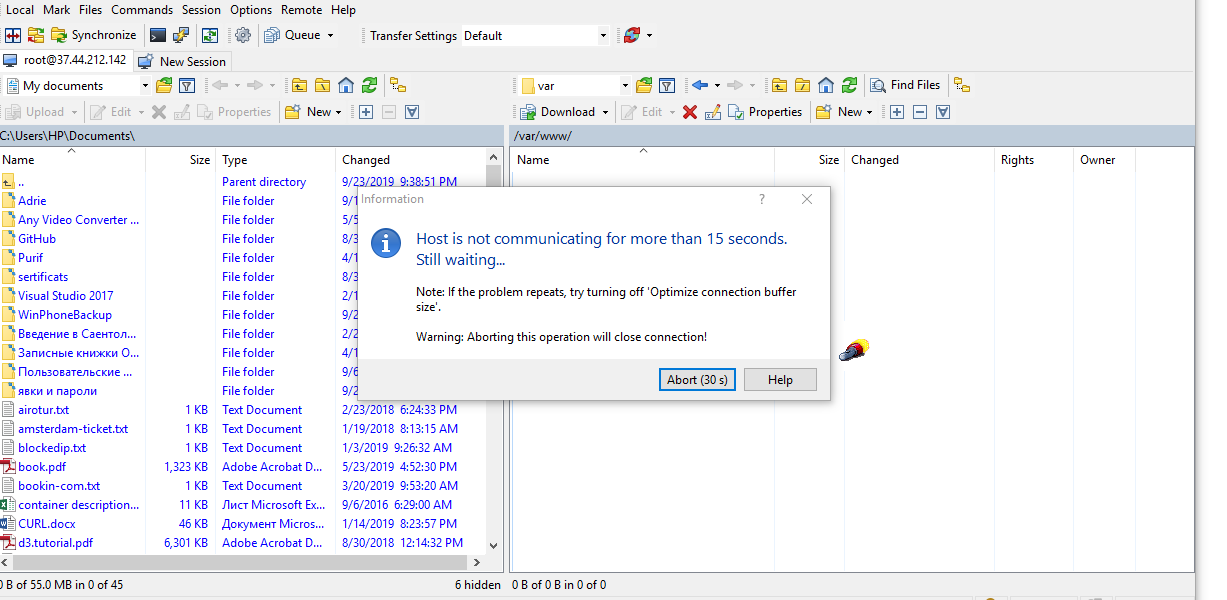 Local Mark Files Commands Session Options Remote Help
Synchronize Queue Transfer Settings Default
root@37.44.212.142 New Session
My documents var Find Files
Upload Edit Properties New Download Edit Properties New
C:\Users\HP\Documents\ /var/www/
Name Size Type Changed Name Size Changed Rights Owner
.. Parent directory 9/23/2019 9:38:51 PM
Adrie File folder 9/1
Any Video Converter ... File folder 5/5
GitHub File folder 8/3
Purif File folder 4/1
sertificats File folder 8/3
Visual Studio 2017 File folder 2/1
WinPhoneBackup File folder 9/2
Введение в Саентол... File folder 2/2
Записные книжки O... File folder 4/1
Пользовательские ... File folder 9/6
явки и пароли File folder 9/2
airotur.txt 1 KB Text Document 2/23/2018 6:24:33 PM
amsterdam-ticket.txt 1 KB Text Document 1/19/2018 8:13:15 AM
blockedip.txt 1 KB Text Document 1/3/2019 9:26:32 AM
book.pdf 1,323 KB Adobe Acrobat D... 5/23/2019 4:52:30 PM
bookin-com.txt 1 KB Text Document 3/20/2019 9:53:20 AM
container description... 11 KB Лист Microsoft Ex... 9/6/2016 6:29:00 AM
CURL.docx 46 KB Документ Micros... 1/14/2019 8:23:57 PM
d3.tutorial.pdf 6,301 KB Adobe Acrobat D... 8/30/2018 12:14:32 PM
0 B of 55.0 MB in 0 of 45 6 hidden 0 B of 0 B in 0 of 0
Information ?
Host is not communicating for more than 15 seconds.
Still waiting...
Note: If the problem repeats, try turning off 'Optimize connection buffer
size'.
Warning: Aborting this operation will close connection!
Abort (30 s) Help